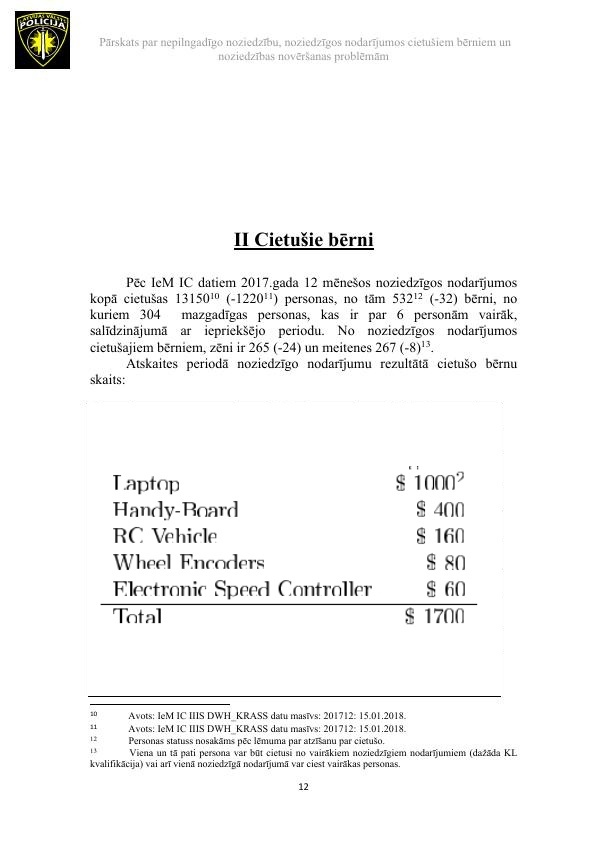 LATVIJAS VALSTS
POLICIJA
Pārskats par nepilngadīgo noziedzību, noziedzīgos nodarījumos cietušiem bērniem un
noziedzības novēršanas problēmām
II Cietušie bērni
Pēc IeM IC datiem 2017.gada 12 mēnešos noziedzīgos nodarījumos
kopā cietušas 13150¹⁰ (-1220¹¹) personas, no tām 532¹² (-32) bērni, no
kuriem 304 mazgadīgas personas, kas ir par 6 personām vairāk,
salīdzinājumā ar iepriekšējo periodu. No noziedzīgos nodarījumos
cietušajiem bērniem, zēni ir 265 (-24) un meitenes 267 (-8)¹³.
Atskaites periodā noziedzīgo nodarījumu rezultātā cietušo bērnu
skaits:
Laptop $ 1000²
Handy-Board $ 400
RC Vehicle $ 160
Wheel Encoders $ 80
Electronic Speed Controller $ 60
Total $ 1700
¹⁰ Avots: IeM IC IIIS DWH_KRASS datu masīvs: 201712: 15.01.2018.
¹¹ Avots: IeM IC IIIS DWH_KRASS datu masīvs: 201712: 15.01.2018.
¹² Personas statuss nosakāms pēc lēmuma par atzīšanu par cietušo.
¹³ Viena un tā pati persona var būt cietusi no vairākiem noziedzīgiem nodarījumiem (dažāda KL
kvalifikācija) vai arī vienā noziedzīgā nodarījumā var ciest vairākas personas.
12